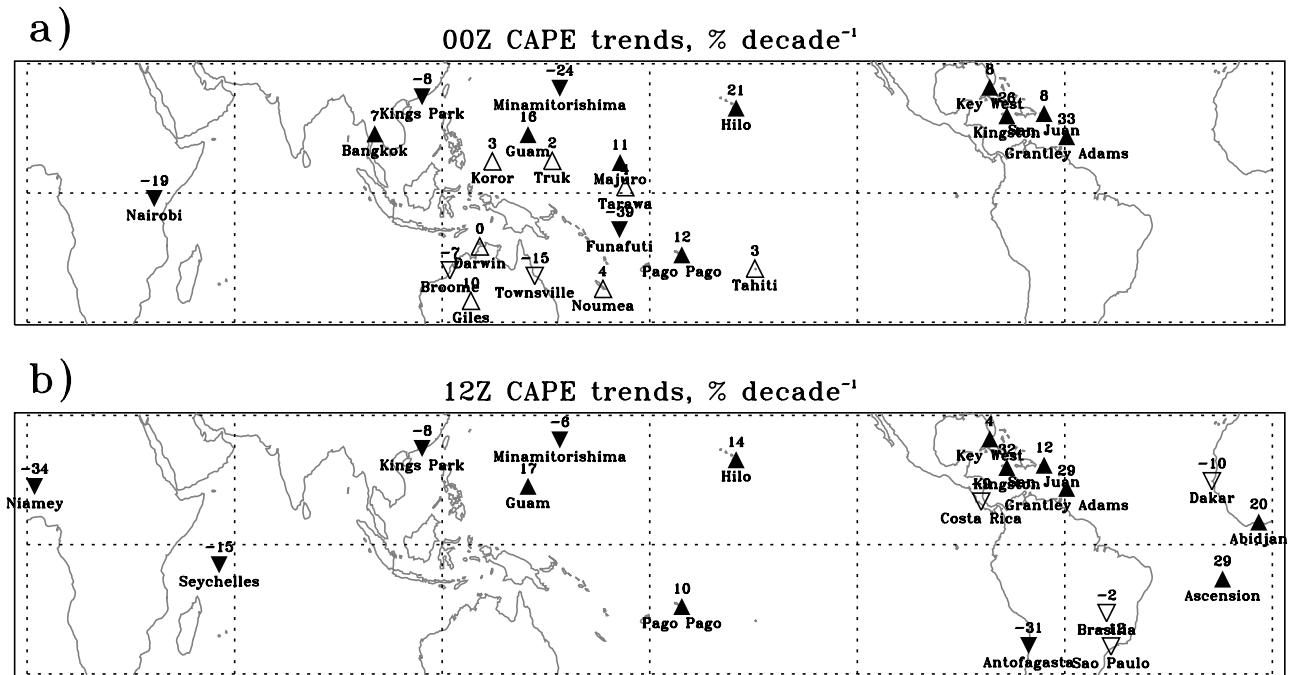 a)
00Z CAPE trends, % decade⁻¹
-8
Kings Park
-24
Minamitorishima
21
Hilo
8
Key West
26
Kingston
8
San Juan
33
Grantley Adams
7
Bangkok
16
Guam
3
Koror
2
Truk
11
Majuro
Tarawa
-19
Nairobi
-39
Funafuti
0
Darwin
-7
Broome
10
Giles
-15
Townsville
4
Noumea
12
Pago Pago
3
Tahiti
b)
12Z CAPE trends, % decade⁻¹
-34
Niamey
-8
Kings Park
-6
Minamitorishima
17
Guam
14
Hilo
4
Key West
32
Kingston
12
San Juan
29
Grantley Adams
Costa Rica
-10
Dakar
20
Abidjan
-15
Seychelles
10
Pago Pago
29
Ascension
-2
Brasilia
-31
Antofagasta
Sao Paulo